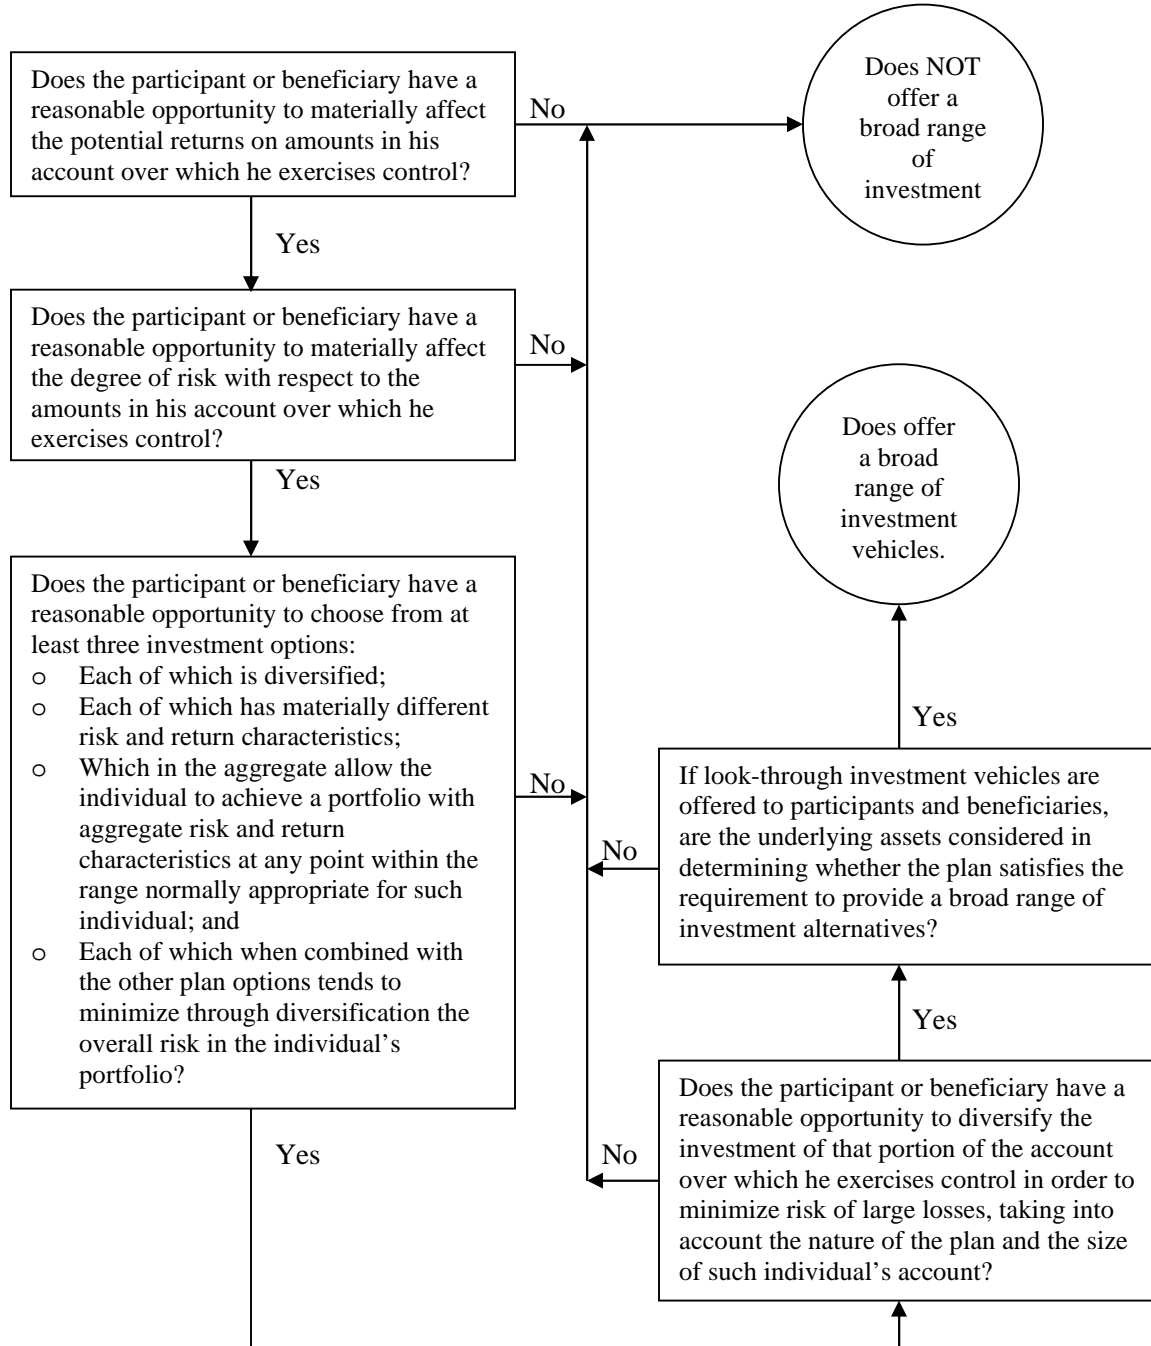 Does the participant or beneficiary have a
reasonable opportunity to materially affect
the potential returns on amounts in his
account over which he exercises control?
No
Does NOT
offer a
broad range
of
investment
Yes
Does the participant or beneficiary have a
reasonable opportunity to materially affect
the degree of risk with respect to the
amounts in his account over which he
exercises control?
No
Yes
Does offer
a broad
range of
investment
vehicles.
Does the participant or beneficiary have a
reasonable opportunity to choose from at
least three investment options:
o Each of which is diversified;
o Each of which has materially different
risk and return characteristics;
o Which in the aggregate allow the
individual to achieve a portfolio with
aggregate risk and return
characteristics at any point within the
range normally appropriate for such
individual; and
o Each of which when combined with
the other plan options tends to
minimize through diversification the
overall risk in the individual’s
portfolio?
No
Yes
Yes
If look-through investment vehicles are
offered to participants and beneficiaries,
are the underlying assets considered in
determining whether the plan satisfies the
requirement to provide a broad range of
investment alternatives?
No
Yes
Does the participant or beneficiary have a
reasonable opportunity to diversify the
investment of that portion of the account
over which he exercises control in order to
minimize risk of large losses, taking into
account the nature of the plan and the size
of such individual’s account?
No